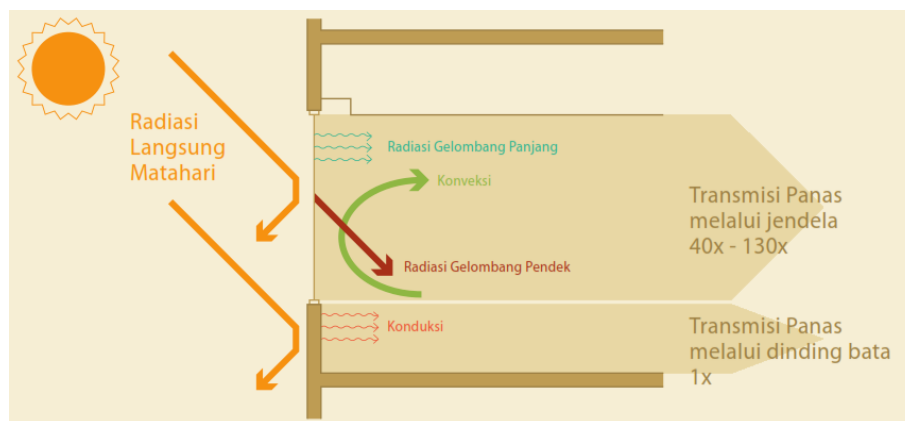 Radiasi
Langsung
Matahari
Radiasi Gelombang Panjang
Konveksi
Radiasi Gelombang Pendek
Transmisi Panas
melalui jendela
40x - 130x
Konduksi
Transmisi Panas
melalui dinding bata
1x